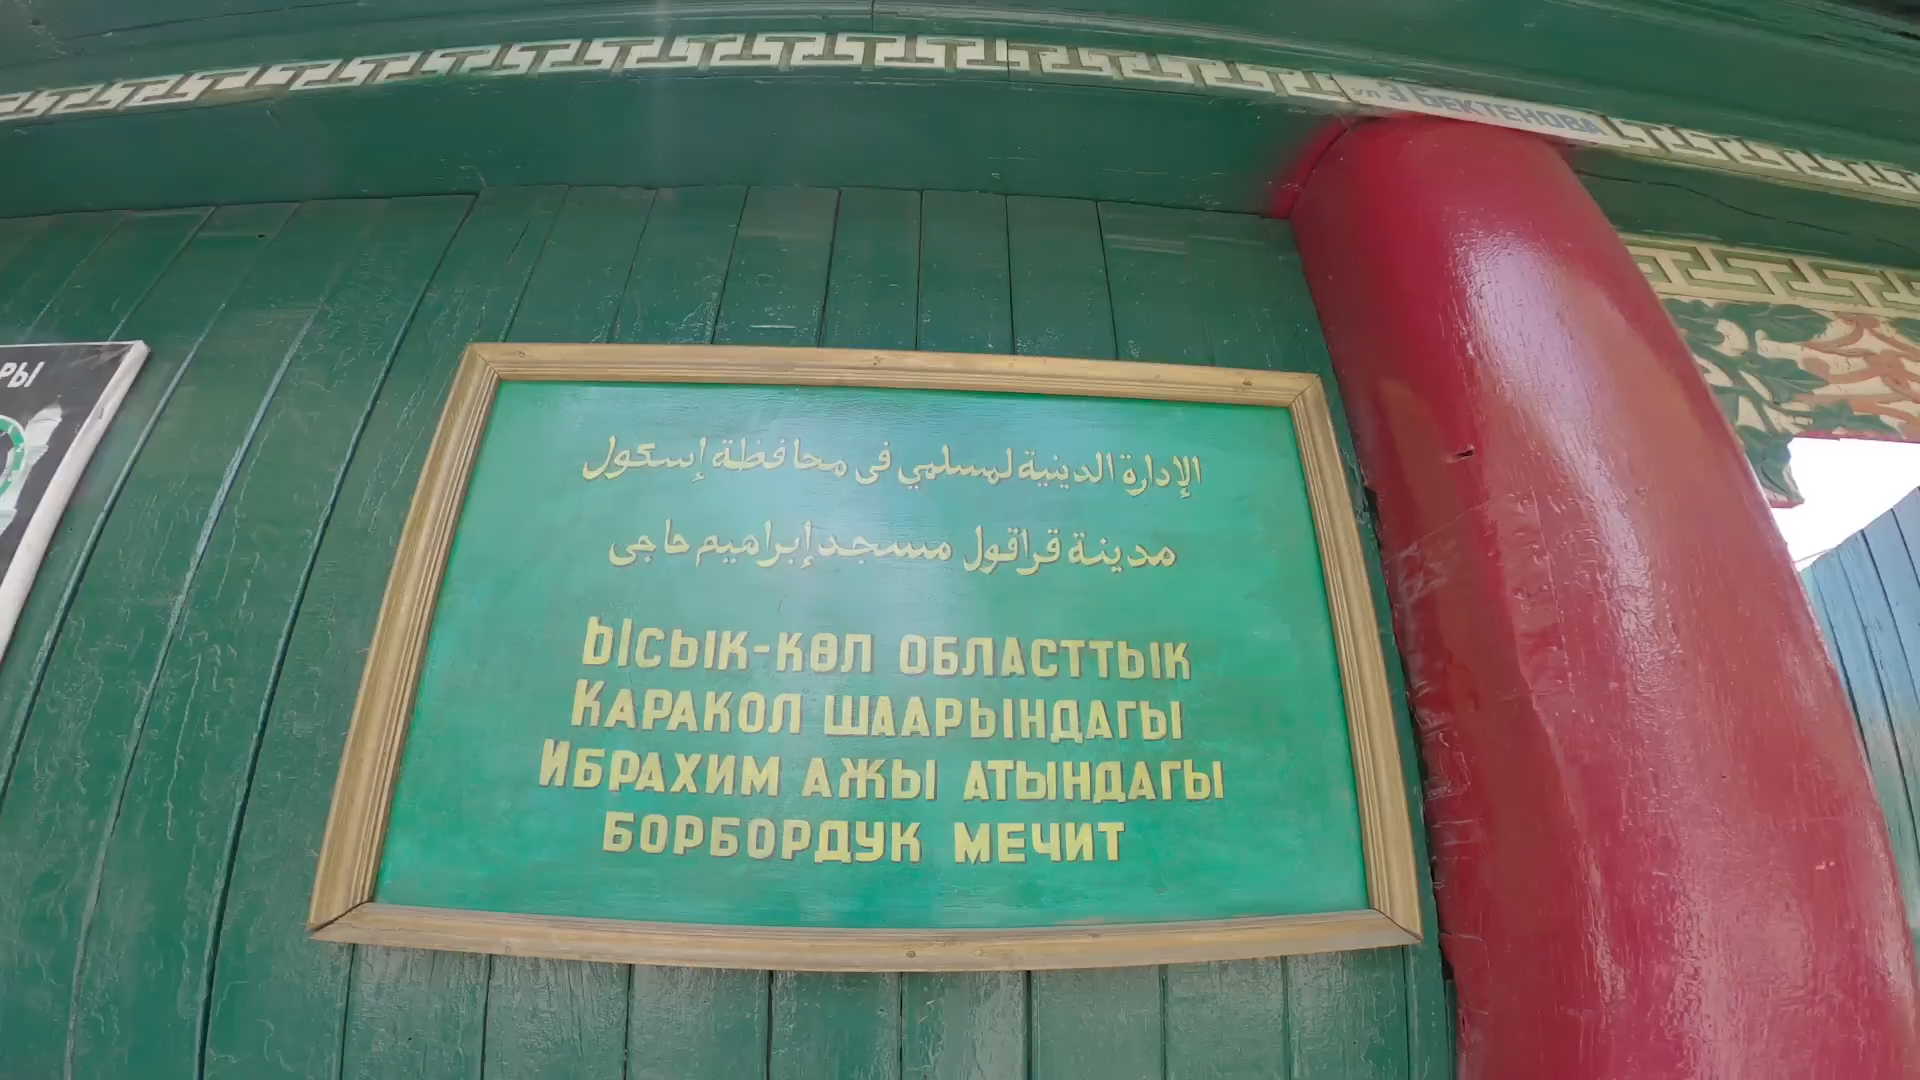 ул З БЕКТЕНОВА
РЫ
الإدارة الدينية لمسلمي فى محافظة إسكول
مدينة قراقول مسجد إبراهيم حاجى
ЫСЫК-КӨЛ ОБЛАСТТЫК
КАРАКОЛ ШААРЫНДАГЫ
ИБРАХИМ АЖЫ АТЫНДАГЫ
БОРБОРДУК МЕЧИТ